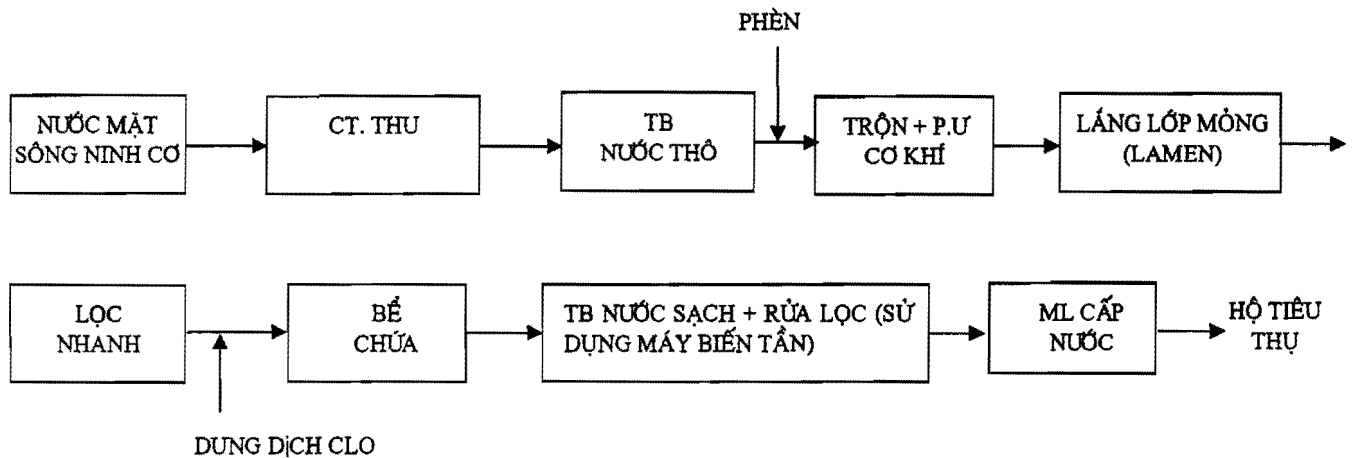 PHÈN
NƯỚC MẶT
SÔNG NINH CƠ
CT. THU
TB
NƯỚC THÔ
TRỘN + P.Ư
CƠ KHÍ
LẮNG LỚP MỎNG
(LAMEN)
LỌC
NHANH
BỂ
CHỨA
TB NƯỚC SẠCH + RỬA LỌC (SỬ
DỤNG MÁY BIẾN TẦN)
ML CẤP
NƯỚC
HỘ TIÊU
THỤ
DUNG DỊCH CLO